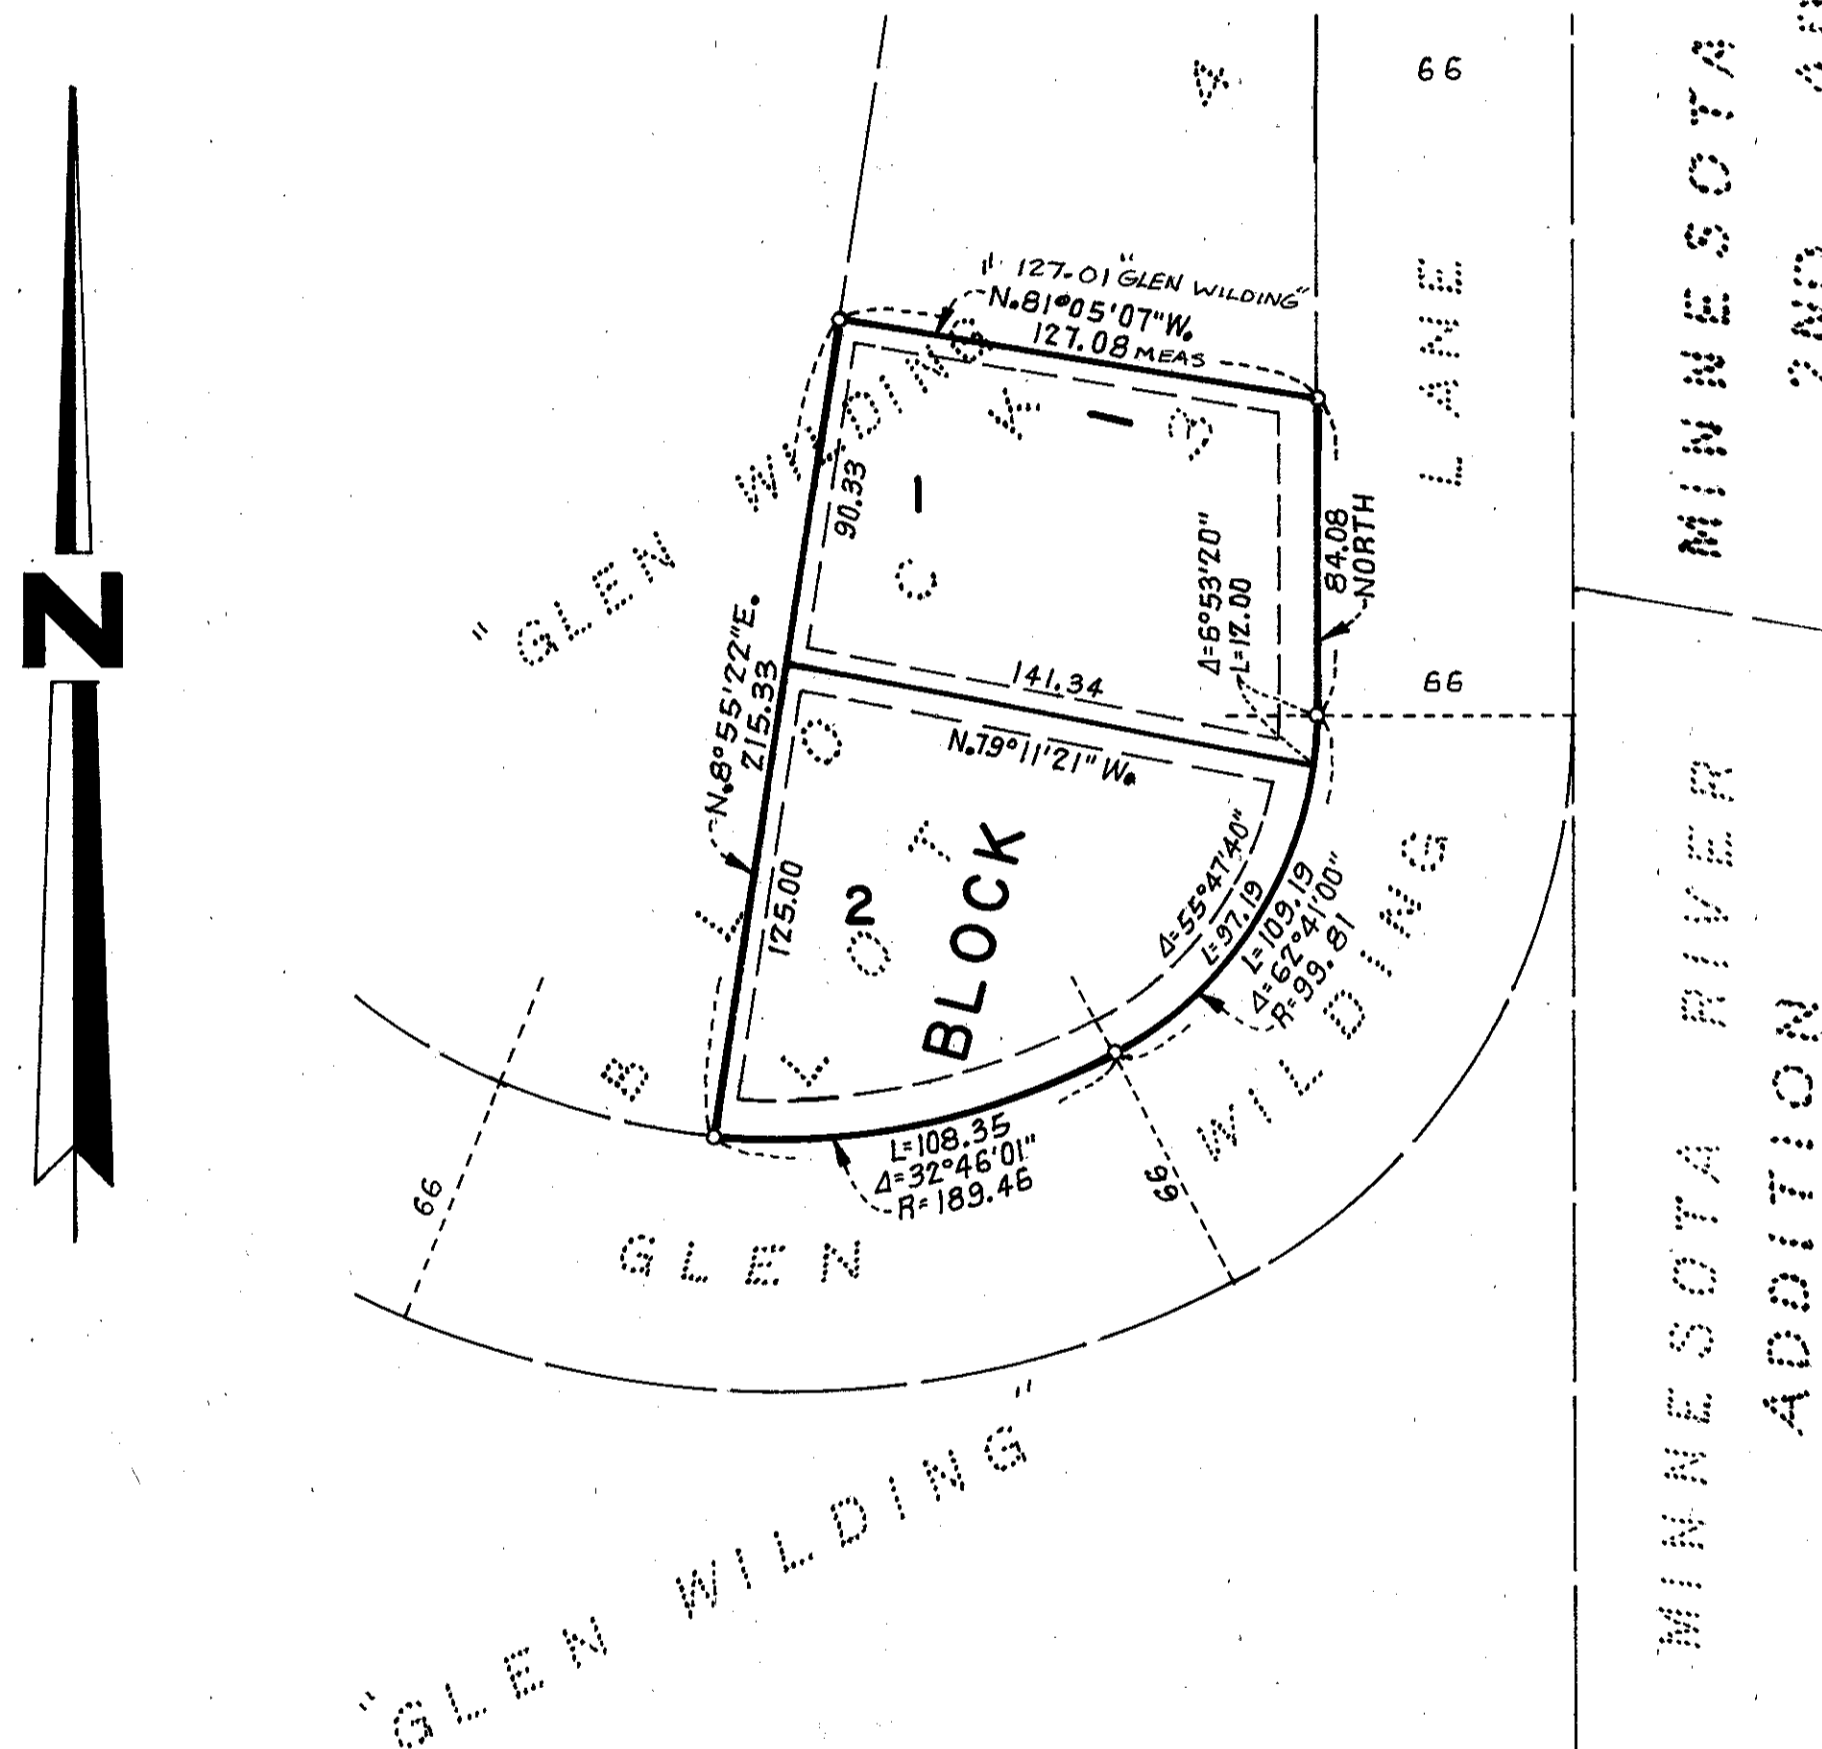 N
66
4
"GLEN WILDING"
127.01 "GLEN WILDING"
N.81°05'07"W.
127.08 MEAS
90.33
84.08
NORTH
Δ=6°53'20"
L=12.00
N.8°55'22"E.
215.33
141.34
N.79°11'21"W.
66
125.00
2
BLOCK
LOT
BLOCK
3
Δ=55°47'40"
L=97.19
L=109.19
Δ=62°41'00"
R=99.81
L=108.35
Δ=32°46'01"
R=189.46
66
66
GLEN WILDING LANE
"GLEN WILDING"
MINNESOTA RIVER
MINNESOTA
2ND
ADDITION